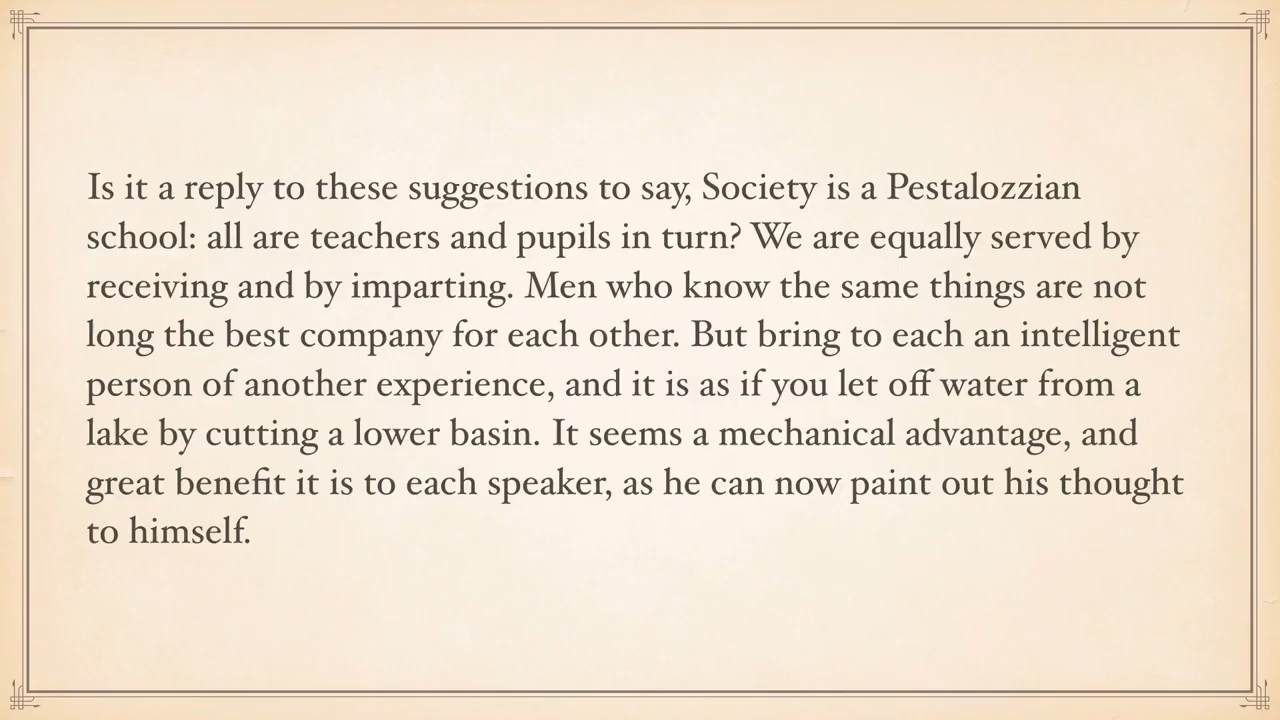 Is it a reply to these suggestions to say, Society is a Pestalozzian
school: all are teachers and pupils in turn? We are equally served by
receiving and by imparting. Men who know the same things are not
long the best company for each other. But bring to each an intelligent
person of another experience, and it is as if you let off water from a
lake by cutting a lower basin. It seems a mechanical advantage, and
great benefit it is to each speaker, as he can now paint out his thought
to himself.